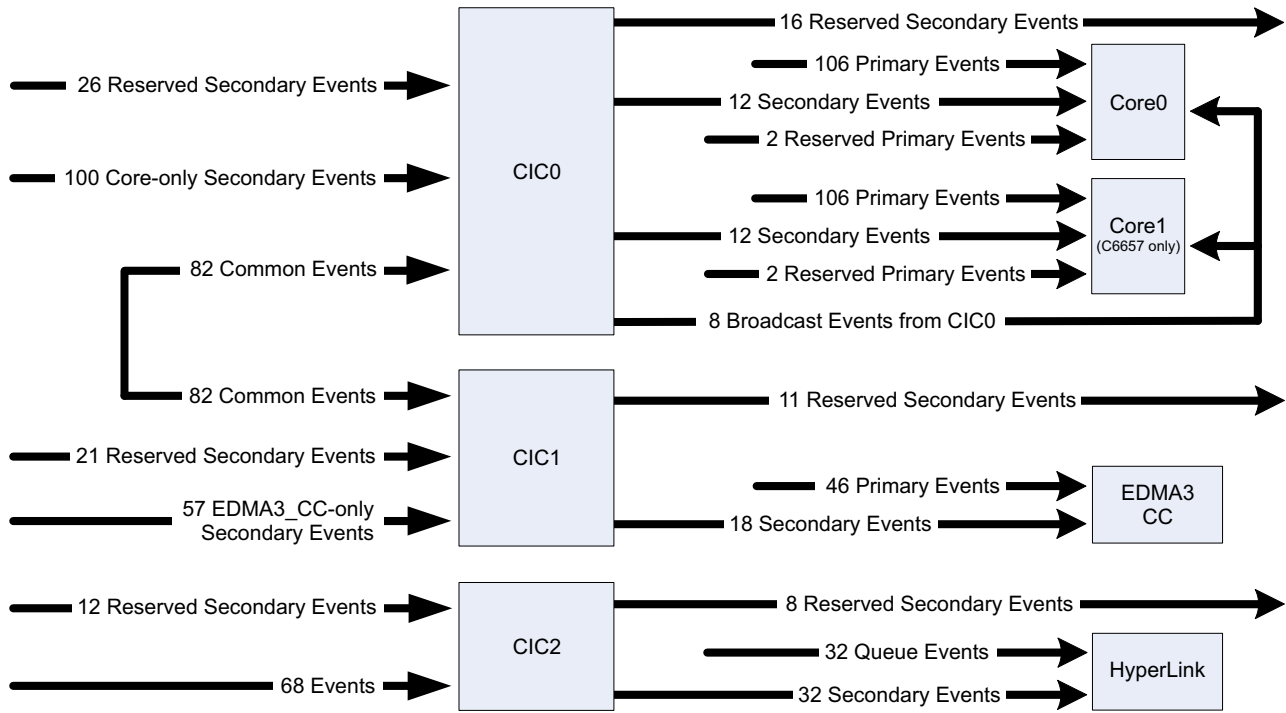 16 Reserved Secondary Events
26 Reserved Secondary Events
100 Core-only Secondary Events
82 Common Events
CIC0
106 Primary Events
12 Secondary Events
2 Reserved Primary Events
Core0
106 Primary Events
12 Secondary Events
2 Reserved Primary Events
Core1
(C6657 only)
8 Broadcast Events from CIC0
82 Common Events
21 Reserved Secondary Events
57 EDMA3_CC-only
Secondary Events
CIC1
11 Reserved Secondary Events
46 Primary Events
18 Secondary Events
EDMA3
CC
12 Reserved Secondary Events
68 Events
CIC2
8 Reserved Secondary Events
32 Queue Events
32 Secondary Events
HyperLink